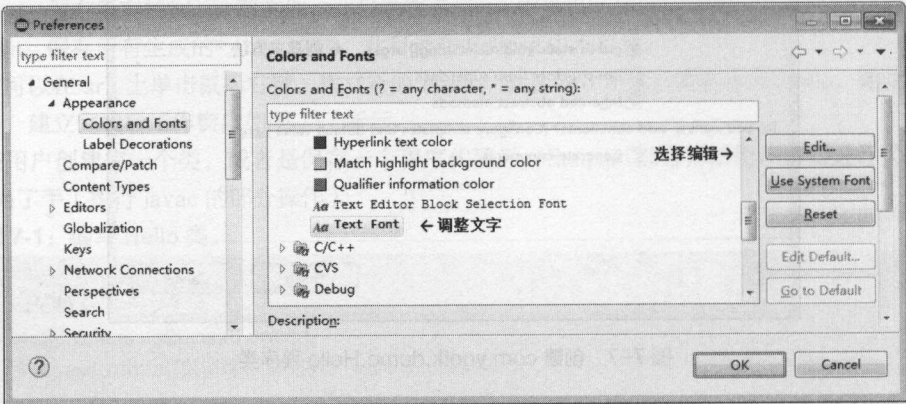 Preferences
type filter text
General
Appearance
Colors and Fonts
Label Decorations
Compare/Patch
Content Types
Editors
Globalization
Keys
Network Connections
Perspectives
Search
Security
Colors and Fonts
Colors and Fonts (? = any character, * = any string):
type filter text
Hyperlink text color
Match highlight background color
Qualifier information color
Text Editor Block Selection Font
Text Font ←调整文字
C/C++
CVS
Debug
选择编辑→
Edit...
Use System Font
Reset
Edit Default...
Go to Default
Description:
OK
Cancel